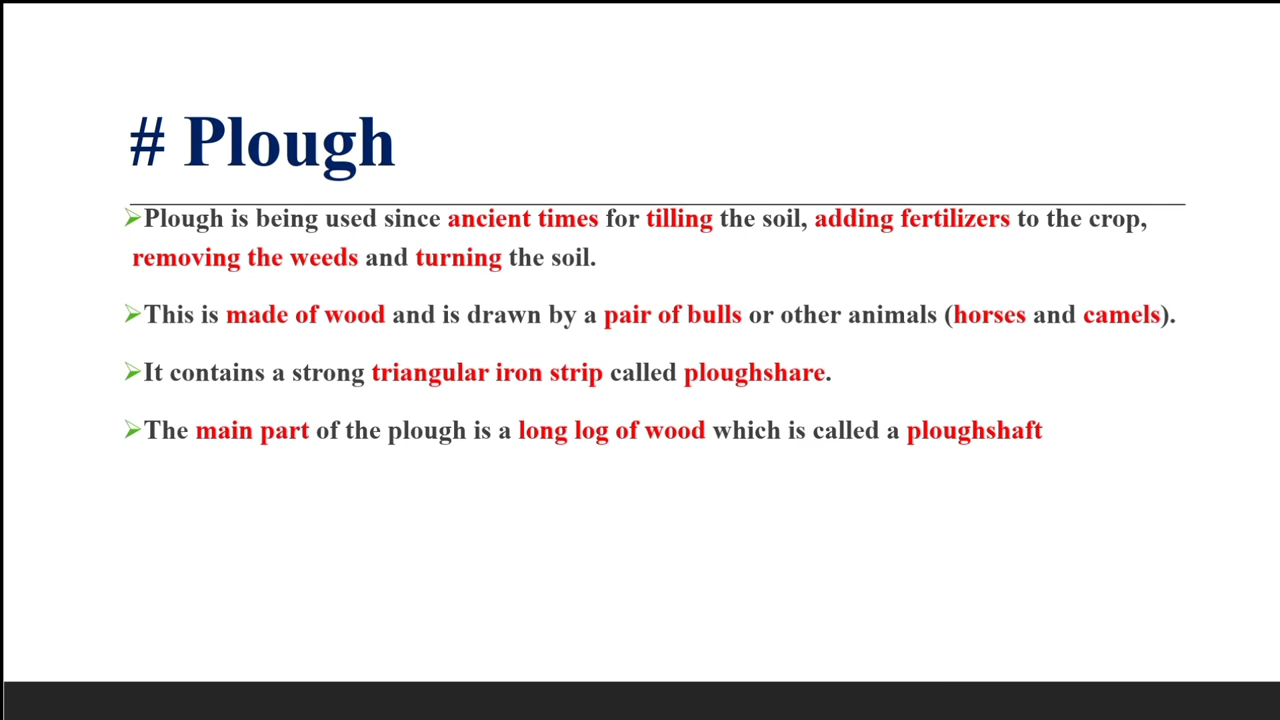 # Plough
➢Plough is being used since ancient times for tilling the soil, adding fertilizers to the crop,
removing the weeds and turning the soil.
➢This is made of wood and is drawn by a pair of bulls or other animals (horses and camels).
➢It contains a strong triangular iron strip called ploughshare.
➢The main part of the plough is a long log of wood which is called a ploughshaft